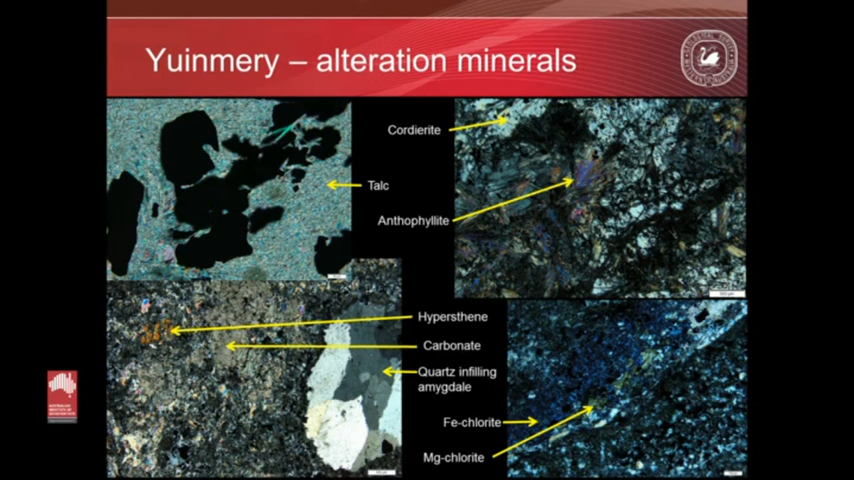 Yuinmery – alteration minerals
Cordierite
Talc
Anthophyllite
Hypersthene
Carbonate
Quartz infilling
amygdale
Fe-chlorite
Mg-chlorite